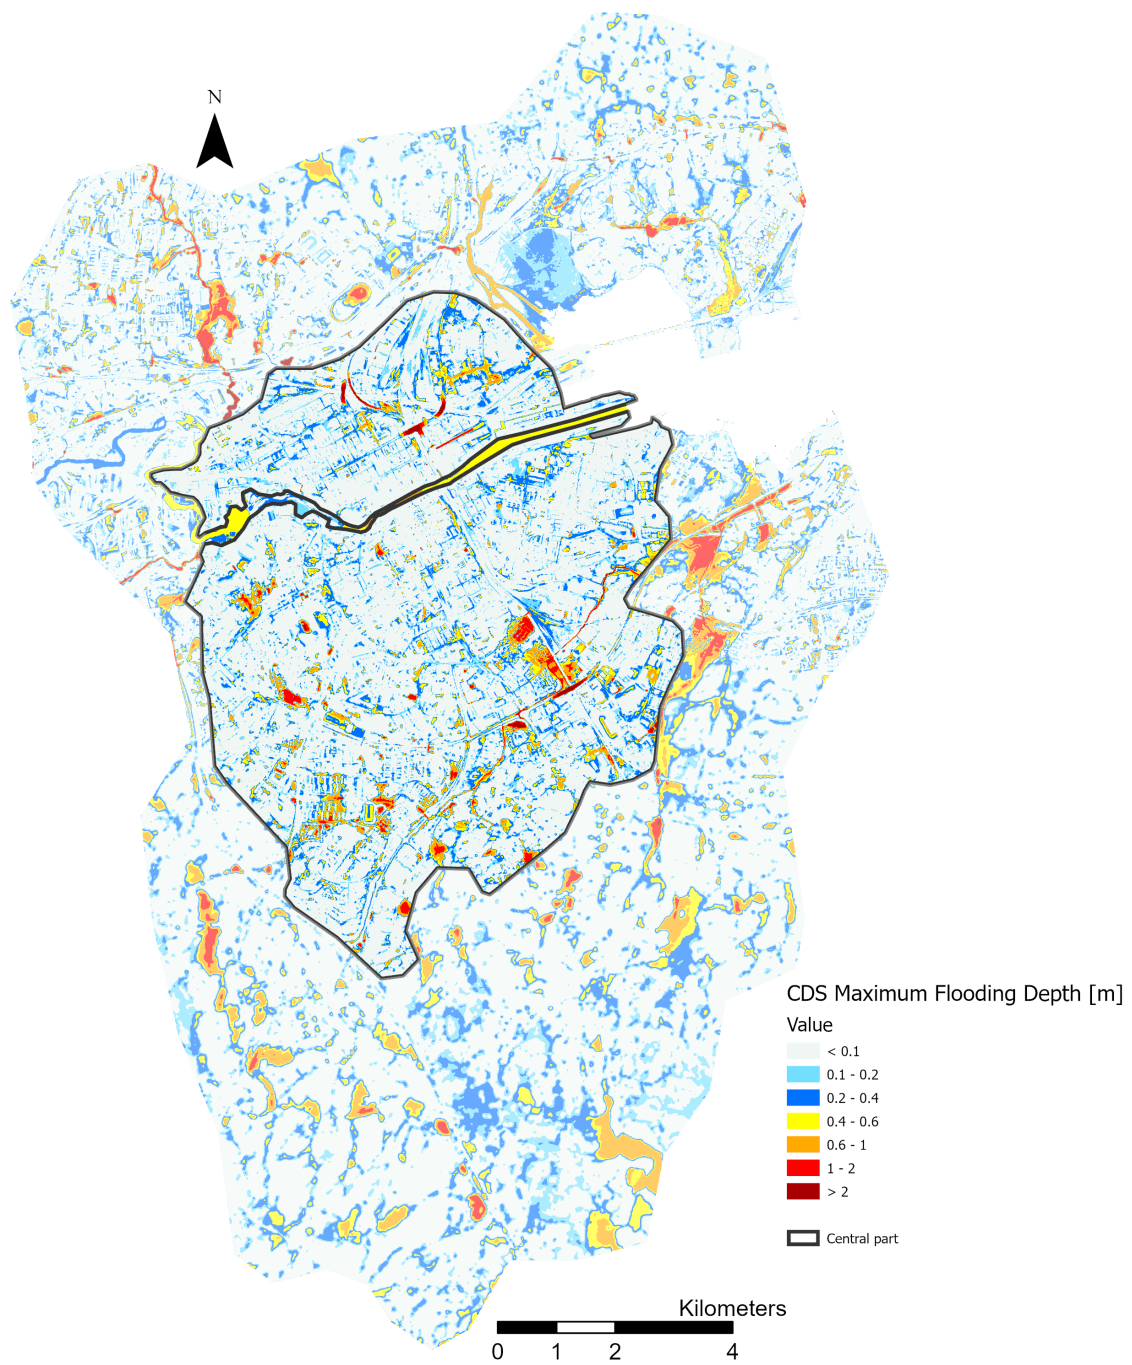 N
CDS Maximum Flooding Depth [m]
Value
< 0.1
0.1 - 0.2
0.2 - 0.4
0.4 - 0.6
0.6 - 1
1 - 2
> 2
Central part
Kilometers
0 1 2 4